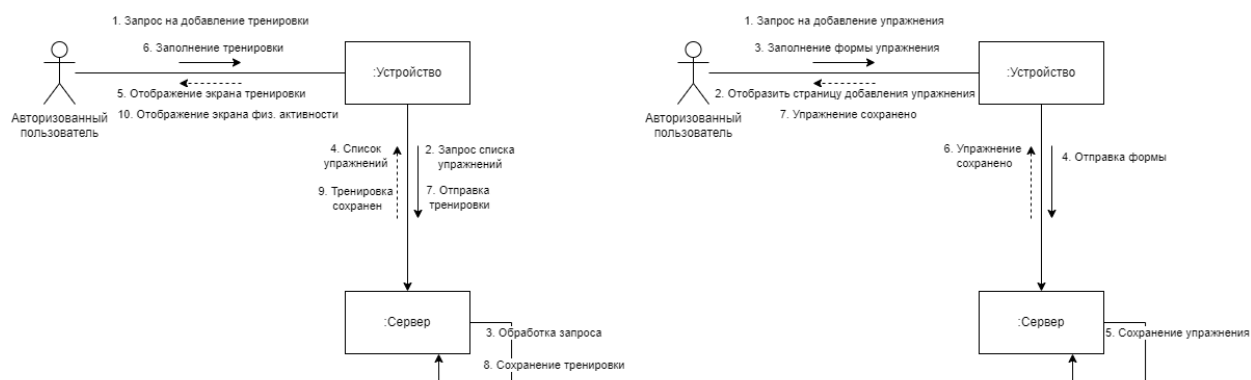 1. Запрос на добавление тренировки
6. Заполнение тренировки
:Устройство
5. Отображение экрана тренировки
10. Отображение экрана физ. активности
Авторизованный
пользователь
4. Список
упражнений
2. Запрос списка
упражнений
9. Тренировка
сохранен
7. Отправка
тренировки
:Сервер
3. Обработка запроса
8. Сохранение тренировки
1. Запрос на добавление упражнения
3. Заполнение формы упражнения
:Устройство
2. Отобразить страницу добавления упражнения
7. Упражнение сохранено
Авторизованный
пользователь
6. Упражнение
сохранено
4. Отправка формы
:Сервер
5. Сохранение упражнения